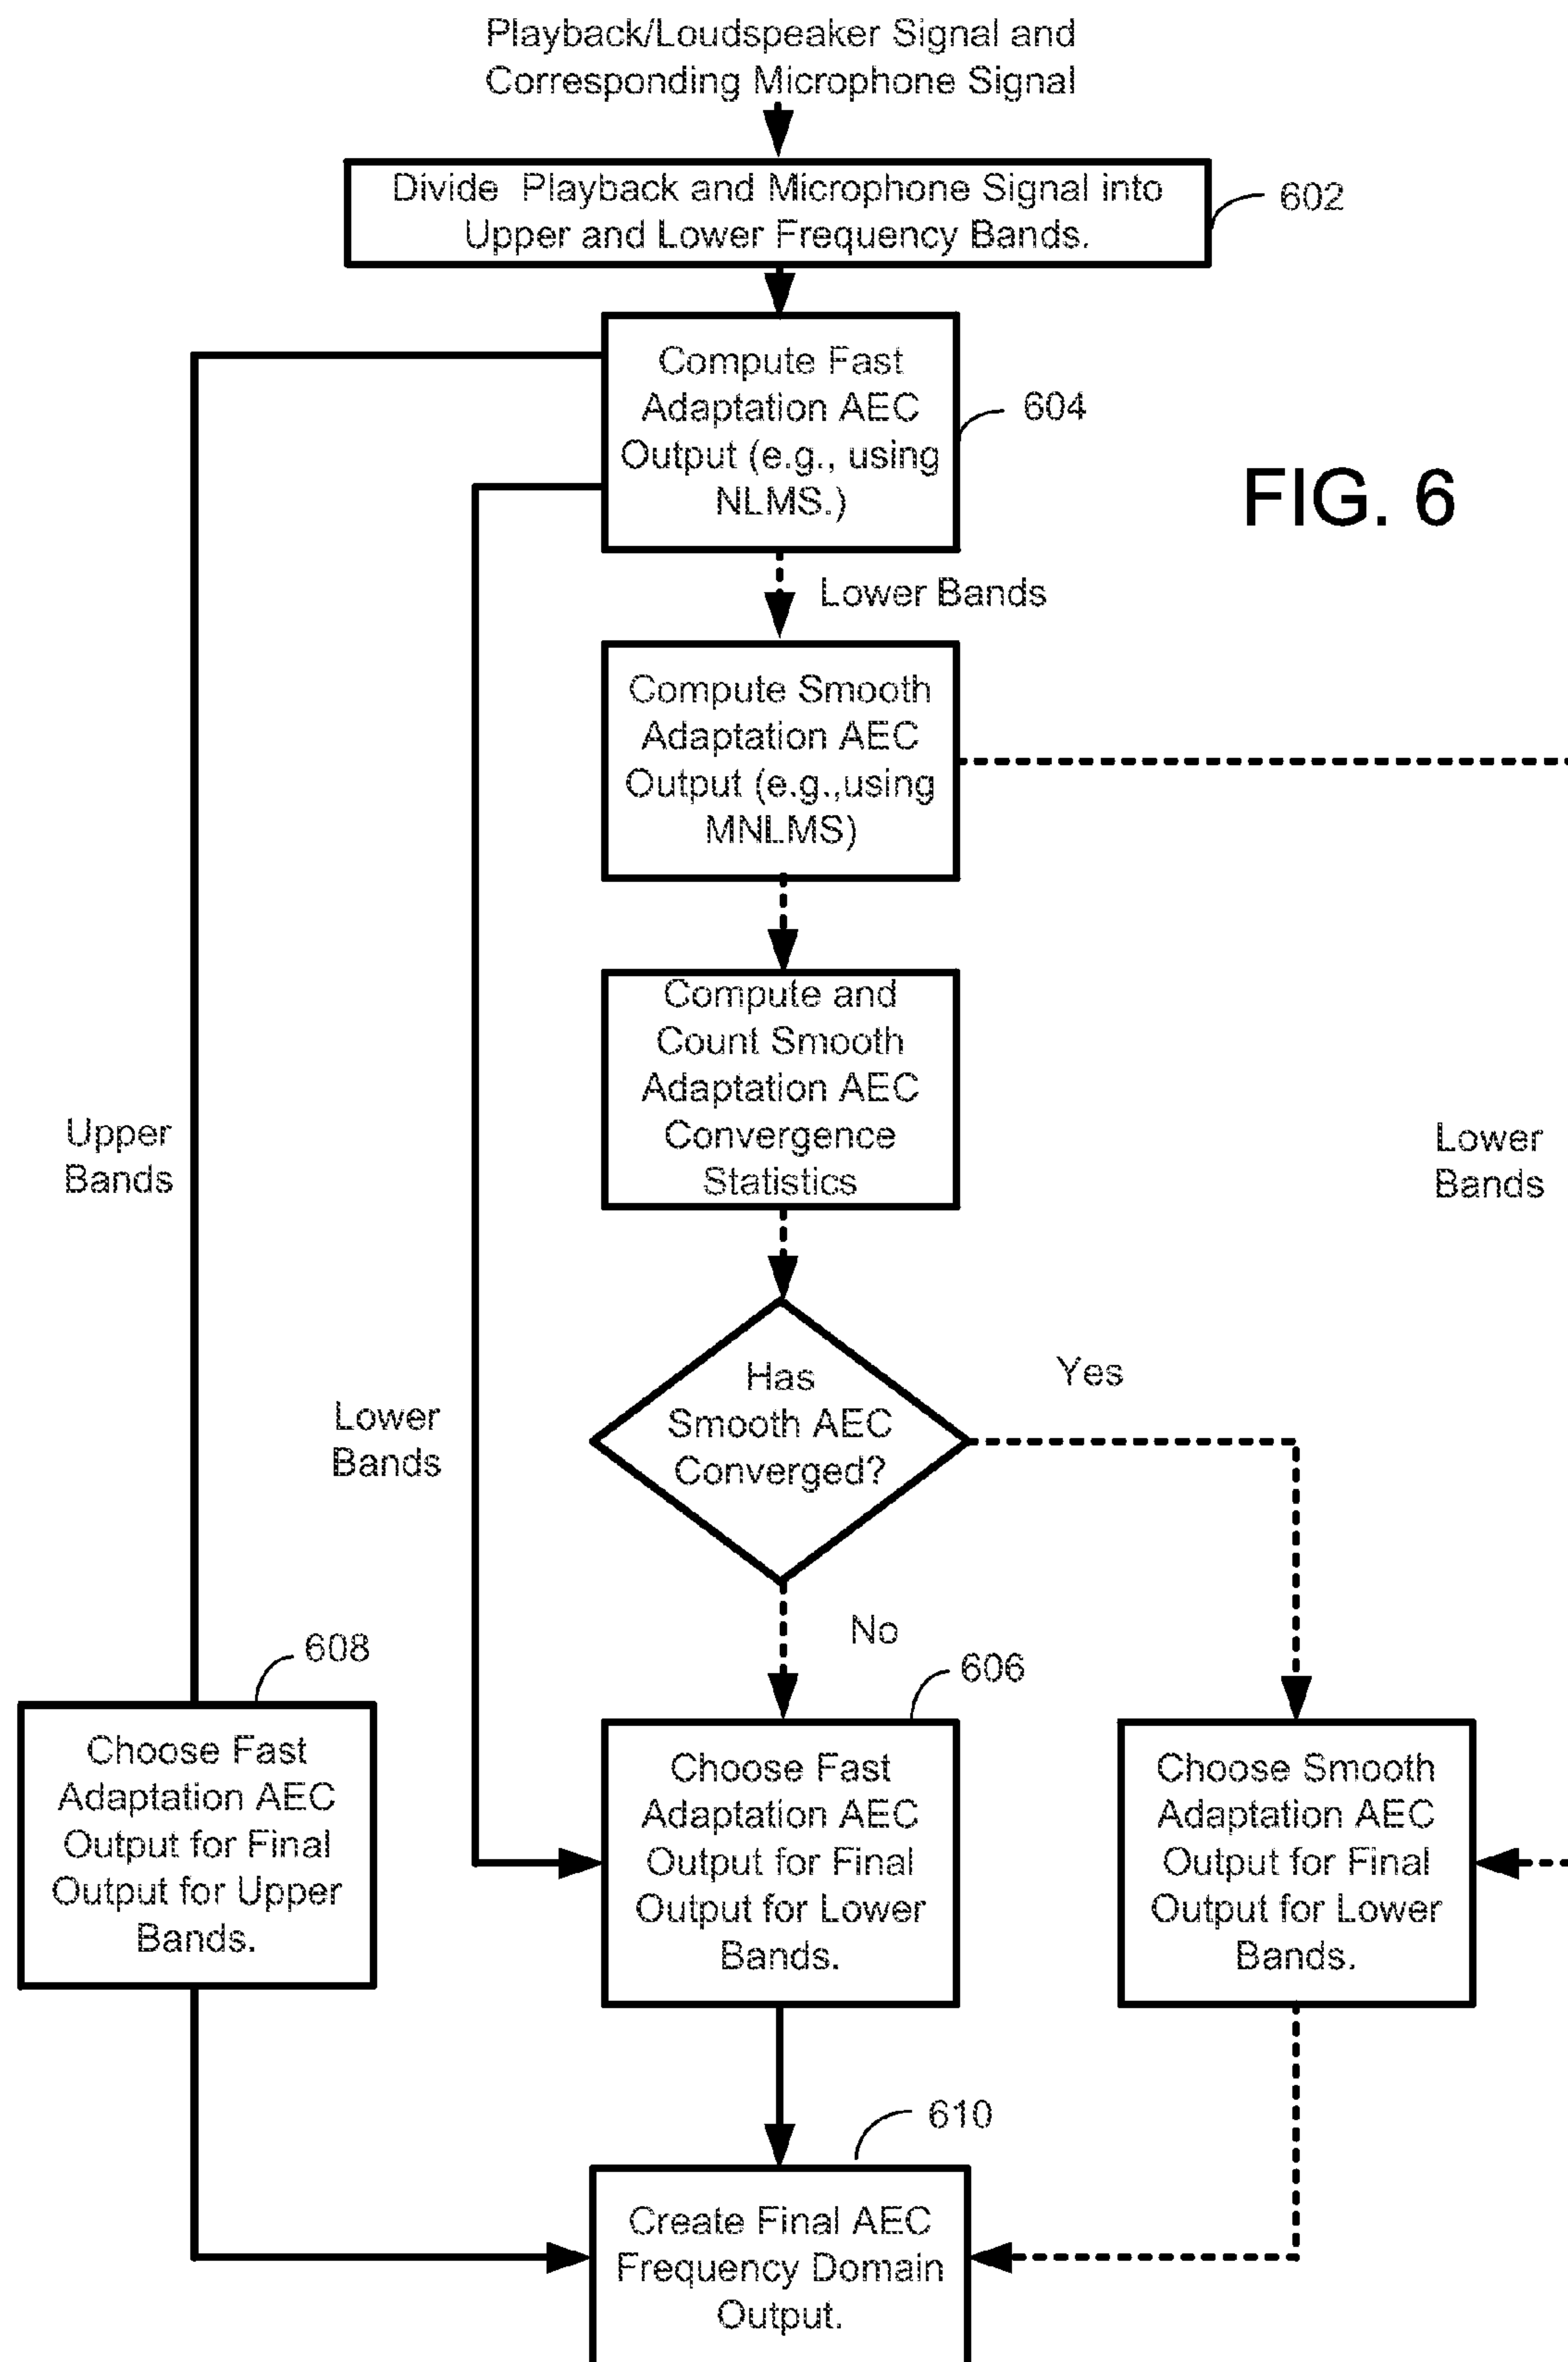 Playback/Loudspeaker Signal and
Corresponding Microphone Signal
Divide Playback and Microphone Signal into
Upper and Lower Frequency Bands.
602
Compute Fast
Adaptation AEC
Output (e.g., using
NLMS.)
604
FIG. 6
Lower Bands
Compute Smooth
Adaptation AEC
Output (e.g.,using
MNLMS)
Compute and
Count Smooth
Adaptation AEC
Convergence
Statistics
Upper
Bands
Lower
Bands
Has
Smooth AEC
Converged?
Yes
Lower
Bands
No
608
606
Choose Fast
Adaptation AEC
Output for Final
Output for Upper
Bands.
Choose Fast
Adaptation AEC
Output for Final
Output for Lower
Bands.
Choose Smooth
Adaptation AEC
Output for Final
Output for Lower
Bands.
610
Create Final AEC
Frequency Domain
Output.